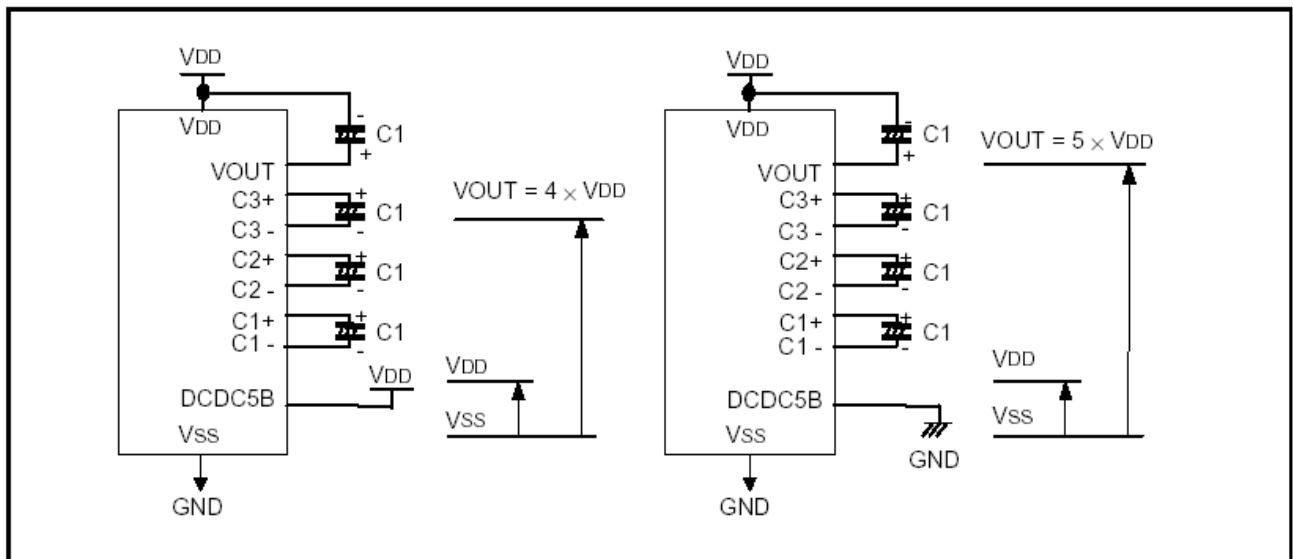 VDD
VDD
-
C1
+
VOUT
C3+
+
C1
C3 -
-
C2+
+
C1
C2 -
-
C1+
+
C1
C1 -
-
VDD
DCDC5B
VSS
GND
VOUT = 4 × VDD
VDD
VSS
VDD
VDD
-
C1
+
VOUT
C3+
+
C1
C3 -
-
C2+
+
C1
C2 -
-
C1+
+
C1
C1 -
-
DCDC5B
GND
VSS
GND
VOUT = 5 × VDD
VDD
VSS